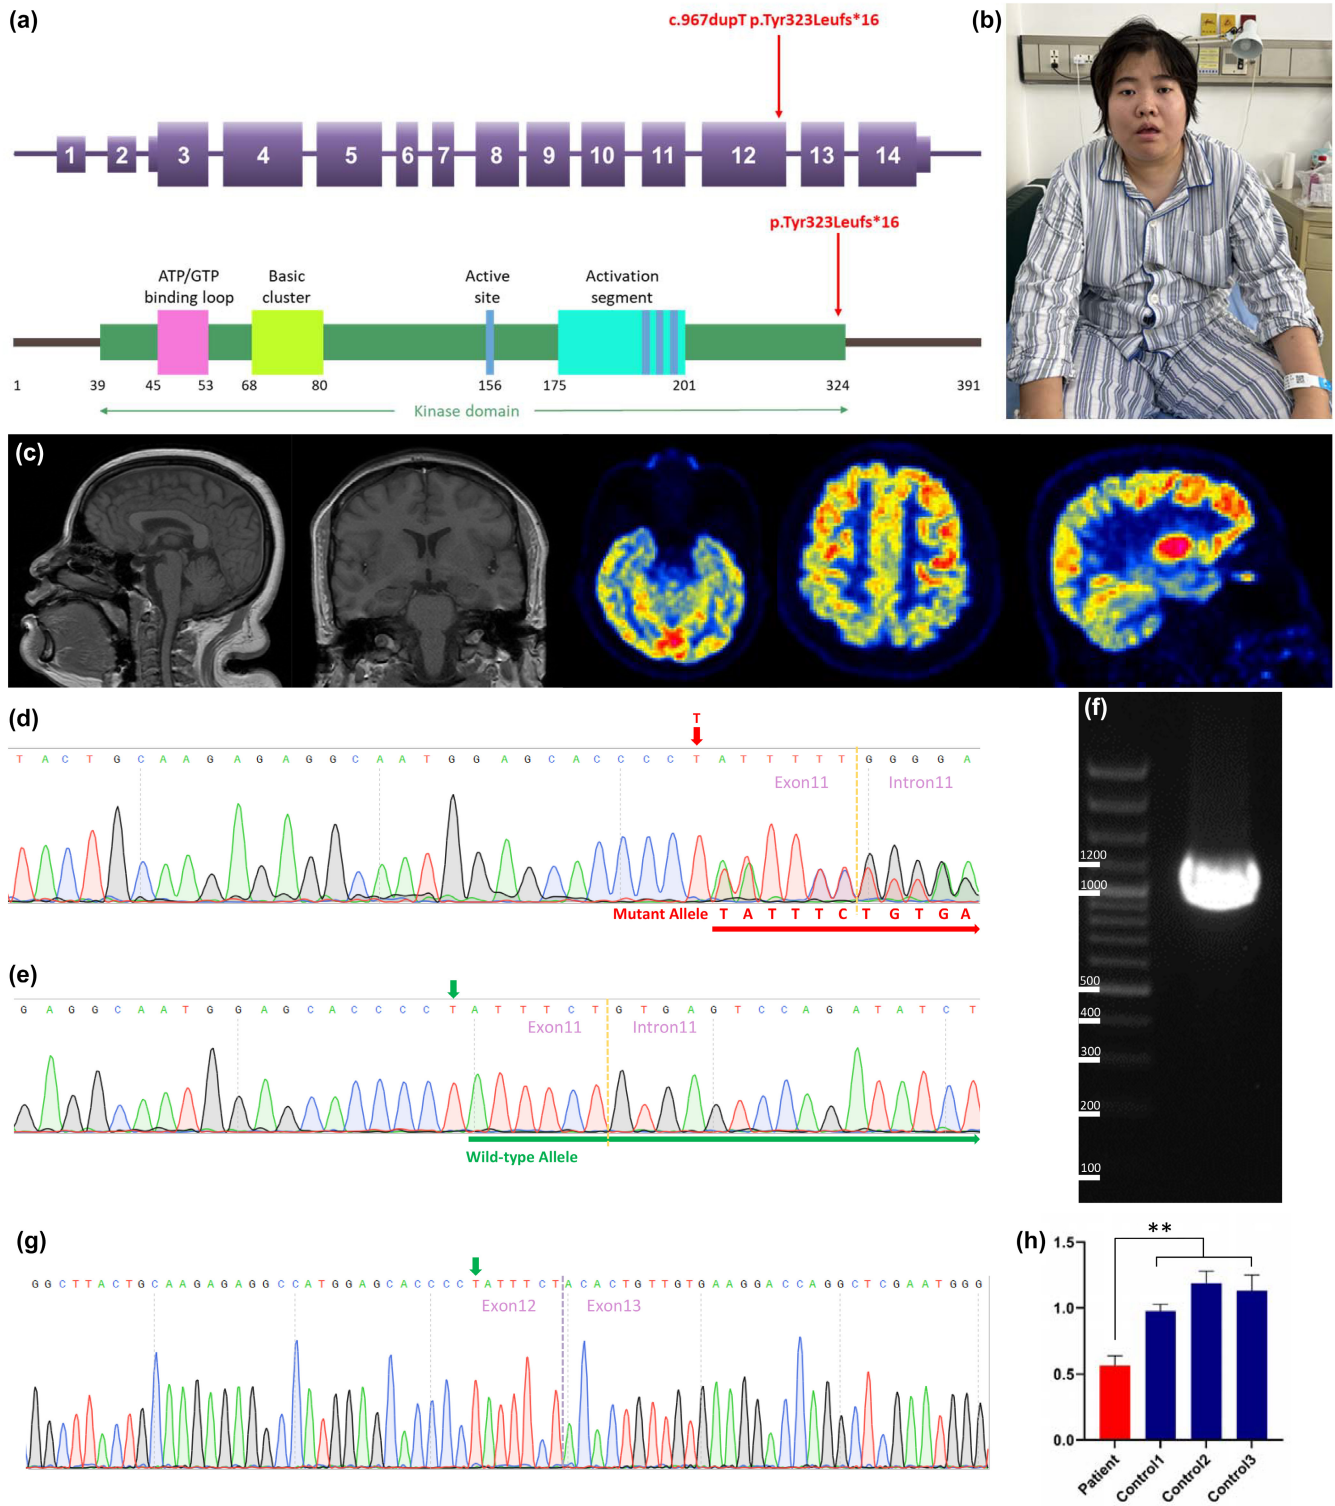 (a)
c.967dupT p.Tyr323Leufs*16
1 2 3 4 5 6 7 8 9 10 11 12 13 14
p.Tyr323Leufs*16
ATP/GTP
binding loop
Basic
cluster
Active
site
Activation
segment
1 39 45 53 68 80 156 175 201 324 391
Kinase domain
(b)
(c)
(d)
T
T A C T G C A A G A G A G G C A A T G G A G C A C C C C T A T T T T T G G G G A
Exon11 Intron11
Mutant Allele T A T T T C T G T G A
(e)
G A G G C A A T G G A G C A C C C C T A T T T C T G T G A G T C C A G A T A T C T
Exon11 Intron11
Wild-type Allele
(f)
1200
1000
500
400
300
200
100
(g)
GGCTTACTGCAAGAGAGGCCATGGAGCACCCCTATTTCTACACTGTTGTGAAGGACCAGGCTCGAATGGG
Exon12 Exon13
(h)
**
1.5
1.0
0.5
0.0
Patient
Control1
Control2
Control3